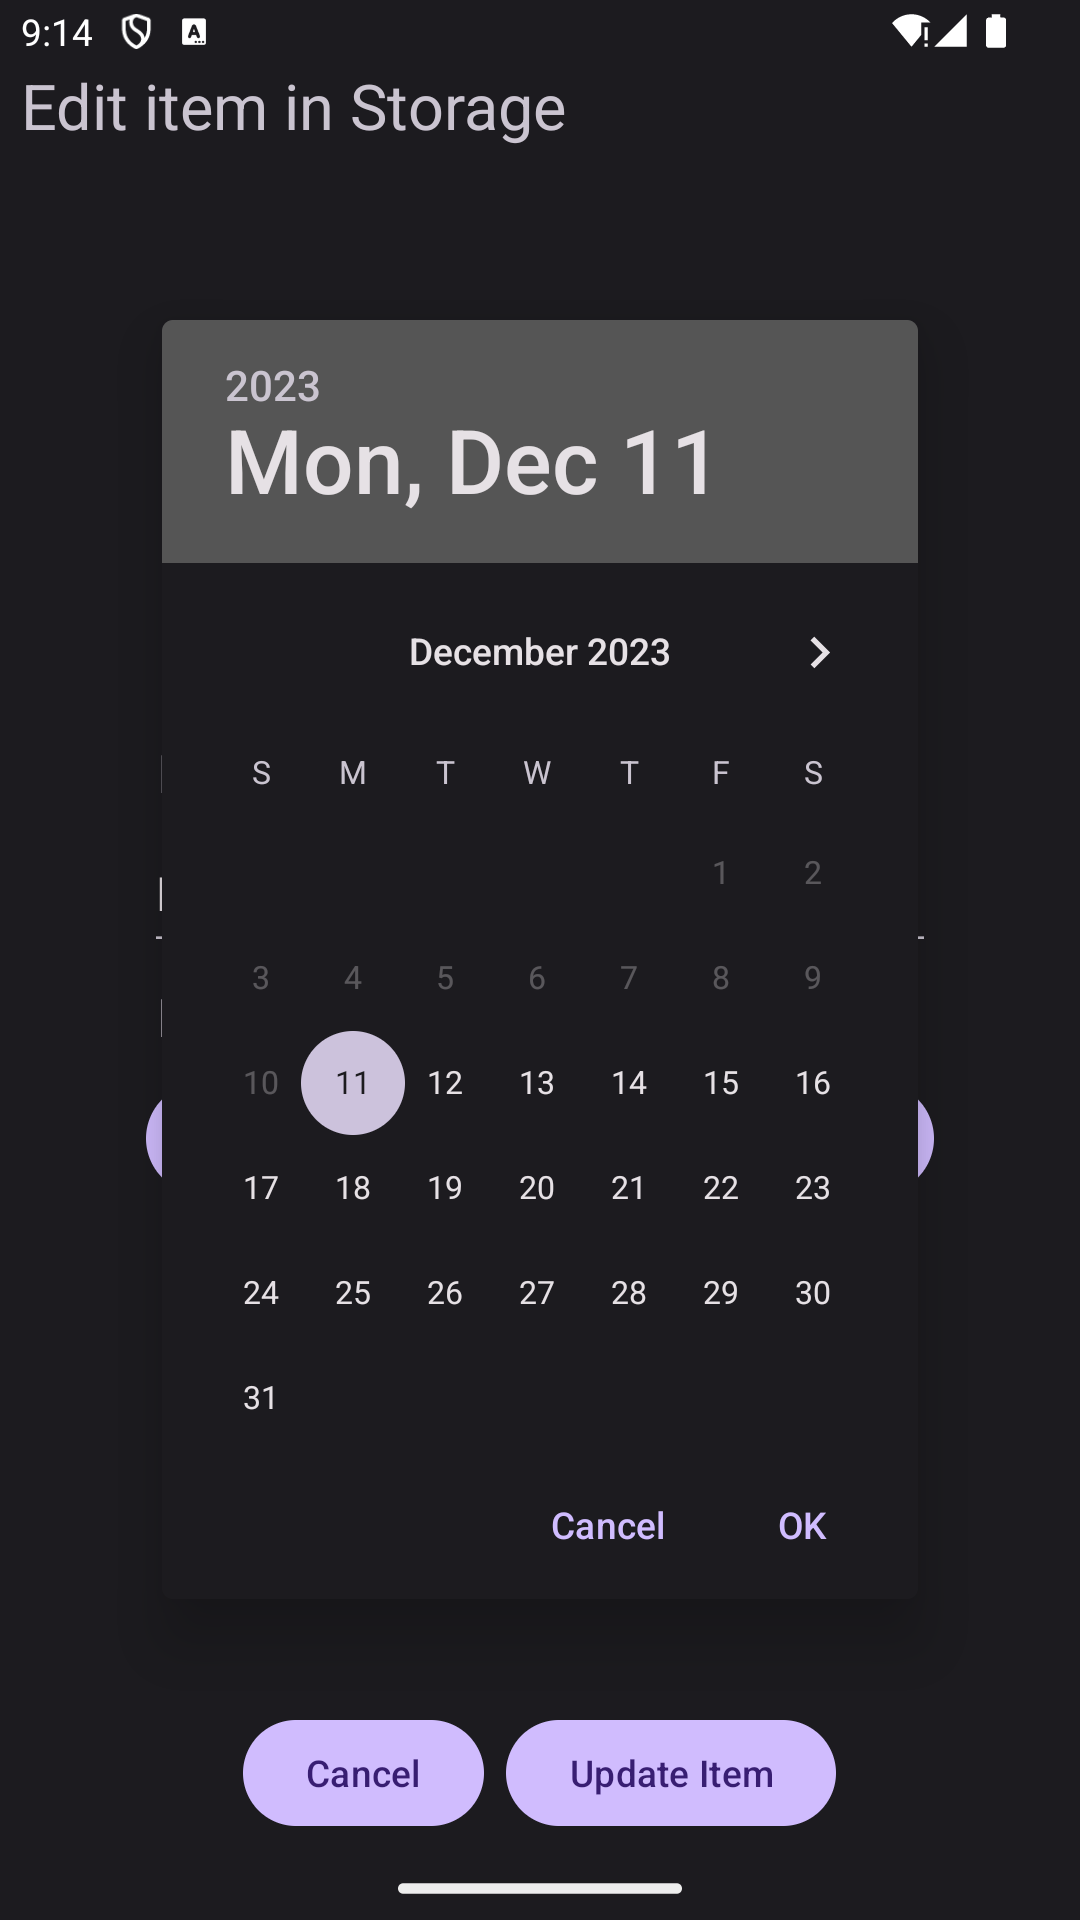 9:14
Edit item in Storage
2023
Mon, Dec 11
December 2023
S M T W T F S
1 2
3 4 5 6 7 8 9
10 11 12 13 14 15 16
17 18 19 20 21 22 23
24 25 26 27 28 29 30
31
Cancel OK
Cancel Update Item